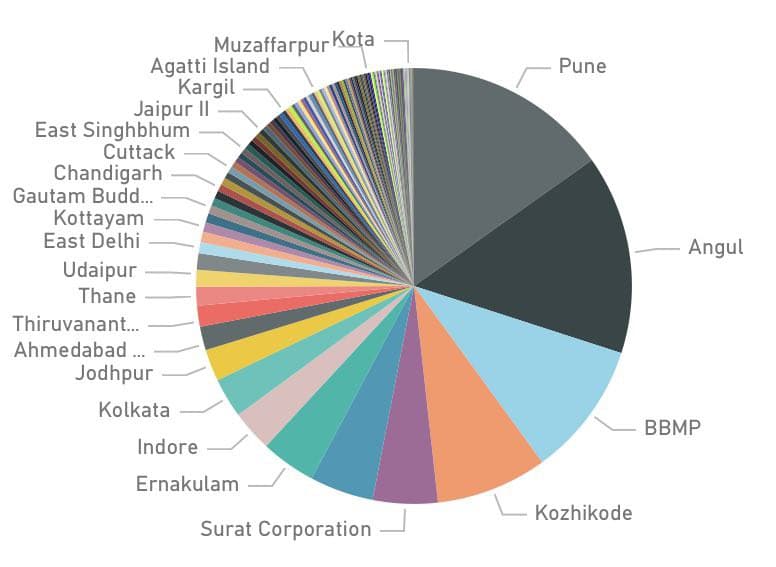 Muzaffarpur
Kota
Agatti Island
Pune
Kargil
Jaipur II
East Singhbhum
Cuttack
Chandigarh
Gautam Budd...
Kottayam
East Delhi
Angul
Udaipur
Thane
Thiruvanant...
Ahmedabad ...
Jodhpur
Kolkata
BBMP
Indore
Ernakulam
Kozhikode
Surat Corporation